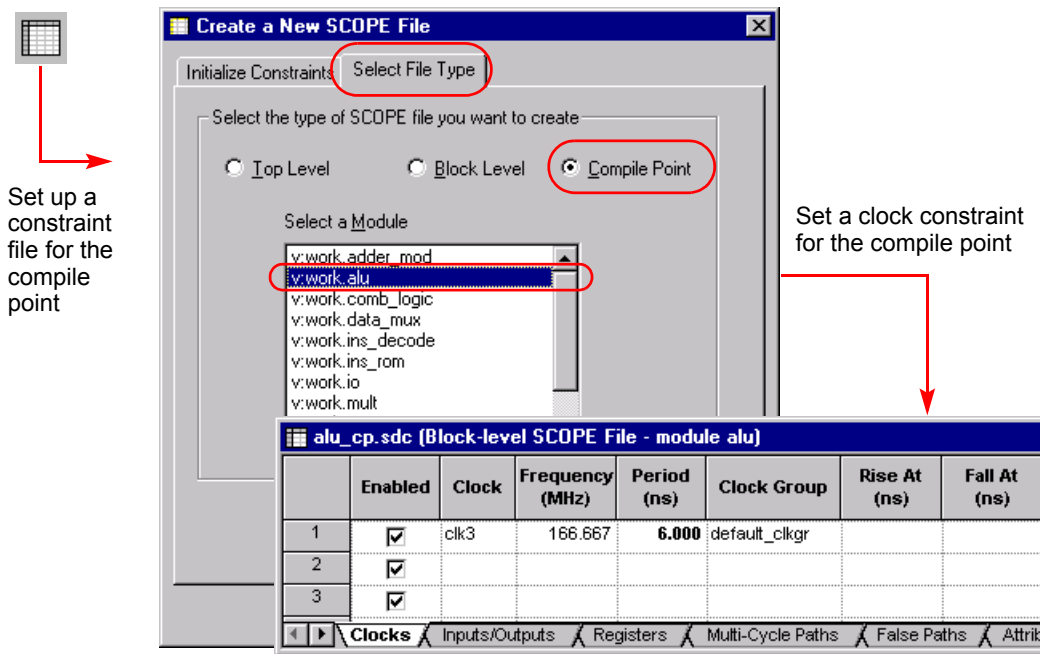 Create a New SCOPE File
Initialize Constraints
Select File Type
Select the type of SCOPE file you want to create
Top Level
Block Level
Compile Point
Select a Module
v:work.adder_mod
v:work.alu
v:work.comb_logic
v:work.data_mux
v:work.ins_decode
v:work.ins_rom
v:work.io
v:work.mult
Set up a
constraint
file for the
compile
point
Set a clock constraint
for the compile point
alu_cp.sdc (Block-level SCOPE File - module alu)
Enabled Clock Frequency (MHz) Period (ns) Clock Group Rise At (ns) Fall At (ns)
1 clk3 166.667 6.000 default_clkgr
2
3
Clocks Inputs/Outputs Registers Multi-Cycle Paths False Paths Attrib